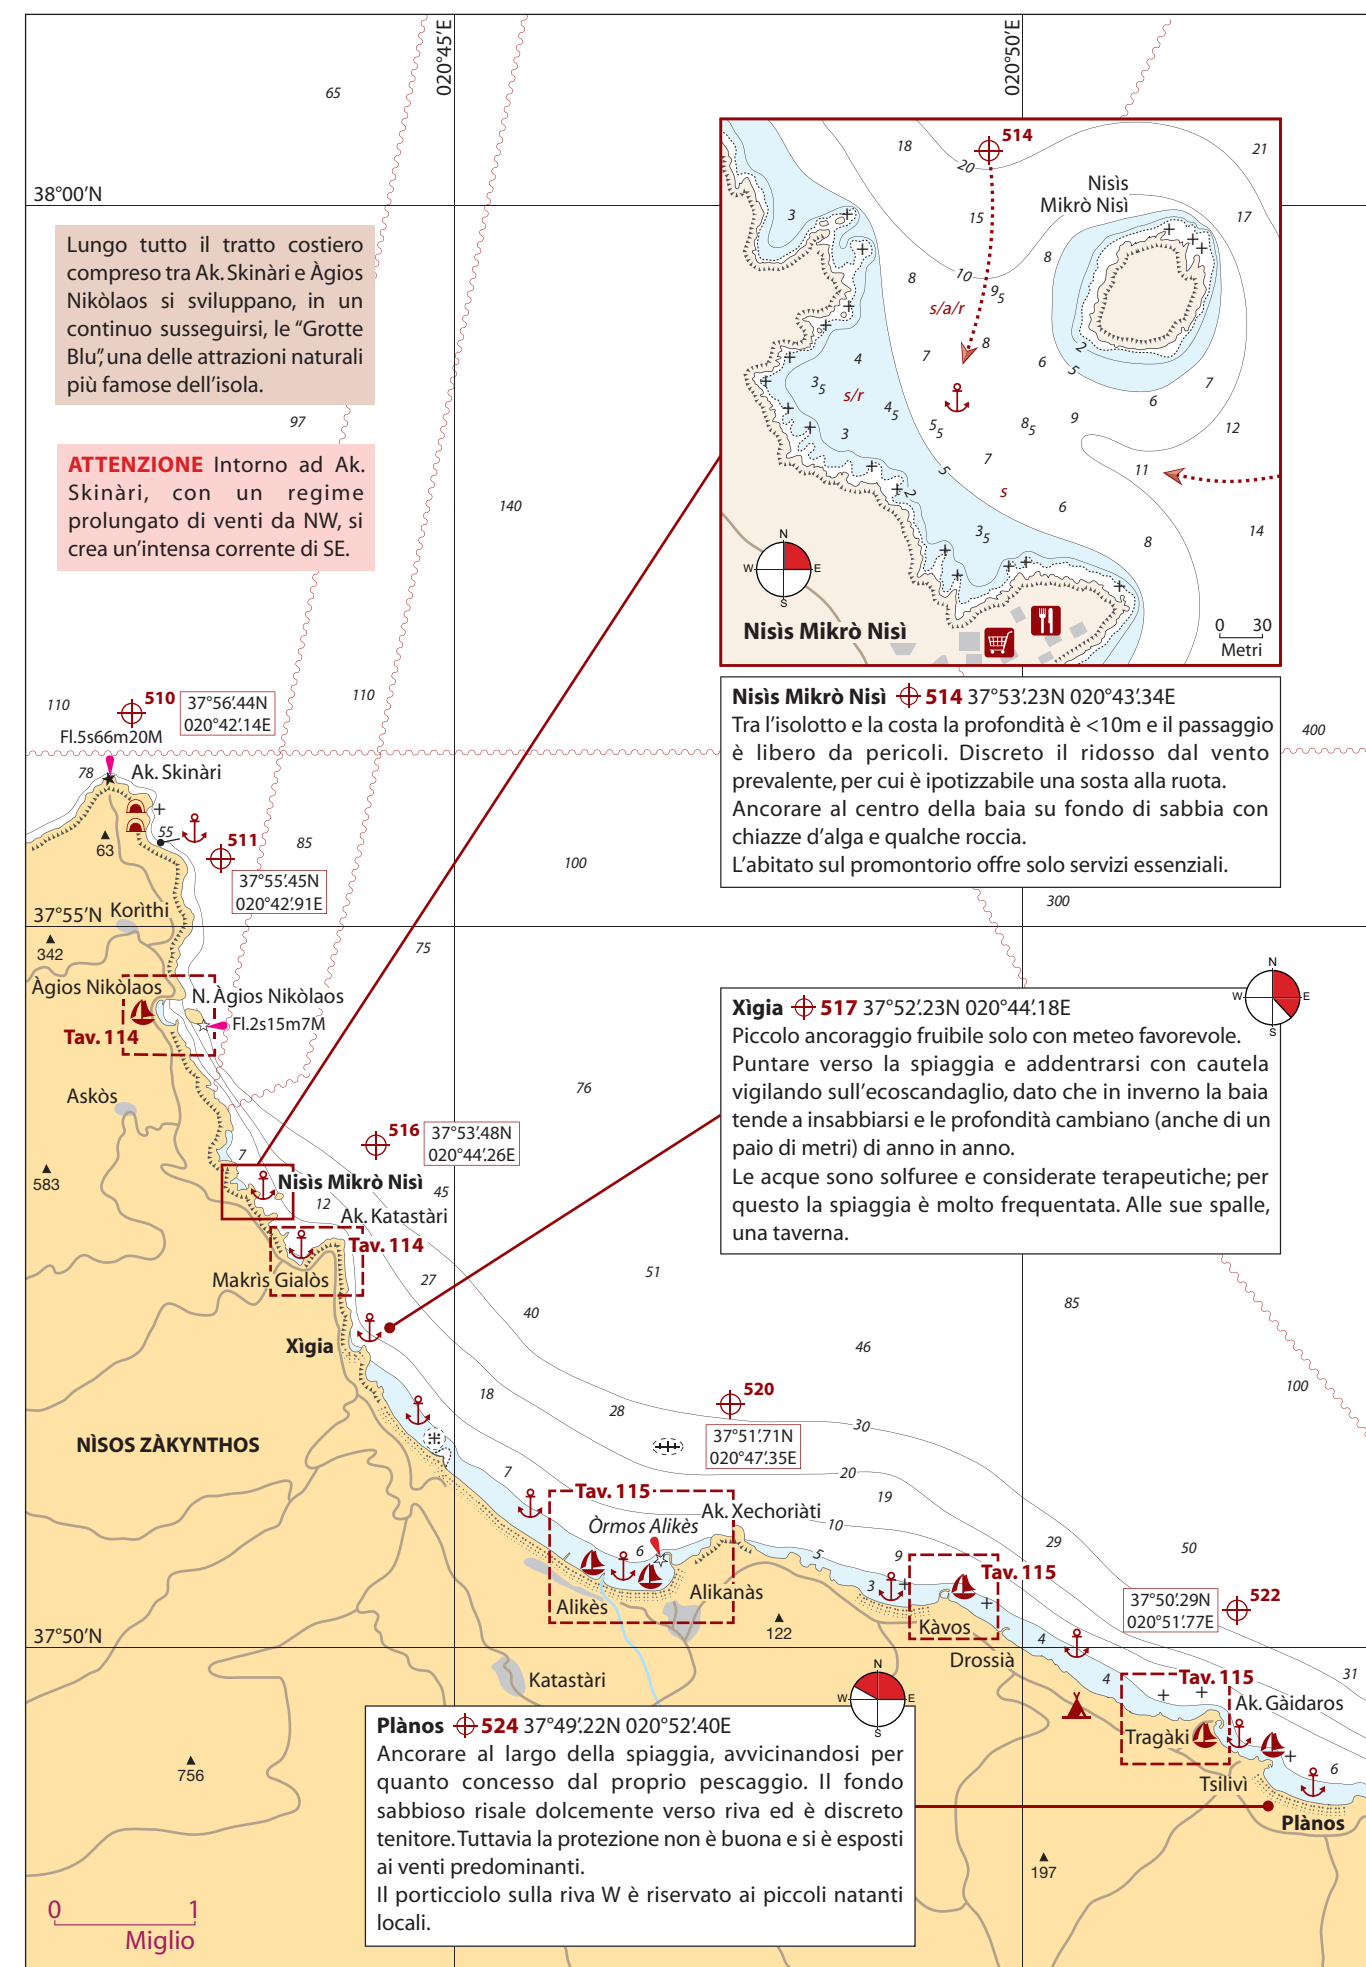 020°45'E
020°50'E
65
38°00'N
Lungo tutto il tratto costiero
compreso tra Ak. Skinàri e Àgios
Nikòlaos si sviluppano, in un
continuo susseguirsi, le “Grotte
Blu”, una delle attrazioni naturali
più famose dell’isola.
97
ATTENZIONE Intorno ad Ak.
Skinàri, con un regime
prolungato di venti da NW, si
crea un’intensa corrente di SE.
140
514
18
20
21
Nisìs
Mikrò Nisì
3
15
17
8
8
10
9₅
s/a/r
8
7
6
2
5
4
3₅
s/r
4₅
5₅
3
7
6
9
8₅
12
7
11
5
s
2
6
3₅
8
14
N
W
E
S
Nisìs Mikrò Nisì
0 30
Metri
Nisìs Mikrò Nisì 514 37°53'.23N 020°43'.34E
Tra l’isolotto e la costa la profondità è <10m e il passaggio
è libero da pericoli. Discreto il ridosso dal vento
prevalente, per cui è ipotizzabile una sosta alla ruota.
Ancorare al centro della baia su fondo di sabbia con
chiazze d’alga e qualche roccia.
L’abitato sul promontorio offre solo servizi essenziali.
110
510
37°56'.44N
020°42'.14E
110
Fl.5s66m20M
400
78
Ak. Skinàri
55
63
511
85
100
37°55'.45N
020°42'.91E
300
37°55'N
Korìthi
342
75
Àgios Nikòlaos
N. Àgios Nikòlaos
Fl.2s15m7M
Tav. 114
Askòs
76
Xìgia 517 37°52'.23N 020°44'.18E
Piccolo ancoraggio fruibile solo con meteo favorevole.
Puntare verso la spiaggia e addentrarsi con cautela
vigilando sull’ecoscandaglio, dato che in inverno la baia
tende a insabbiarsi e le profondità cambiano (anche di un
paio di metri) di anno in anno.
Le acque sono solfuree e considerate terapeutiche; per
questo la spiaggia è molto frequentata. Alle sue spalle,
una taverna.
N
W
E
S
516
37°53'.48N
020°44'.26E
7
583
Nisìs Mikrò Nisì
45
12
Ak. Katastàri
Tav. 114
Makrìs Gialòs
27
51
40
85
Xìgia
46
18
28
520
37°51'.71N
020°47'.35E
30
100
NÌSOS ZÀKYNTHOS
20
7
Tav. 115
19
Ak. Xechoriàti
10
Òrmos Alikès
6
5
9
29
50
3
Tav. 115
37°50'.29N
020°51'.77E
522
Alikès
Alikanàs
122
Kàvos
37°50'N
4
Drossià
31
Katastàri
4
Tav. 115
Ak. Gàidaros
Tragàki
Tsilivì
6
Plànos
N
W
E
S
Plànos 524 37°49'.22N 020°52'.40E
Ancorare al largo della spiaggia, avvicinandosi per
quanto concesso dal proprio pescaggio. Il fondo
sabbioso risale dolcemente verso riva ed è discreto
tenitore. Tuttavia la protezione non è buona e si è esposti
ai venti predominanti.
Il porticciolo sulla riva W è riservato ai piccoli natanti
locali.
756
197
0 1
Miglio